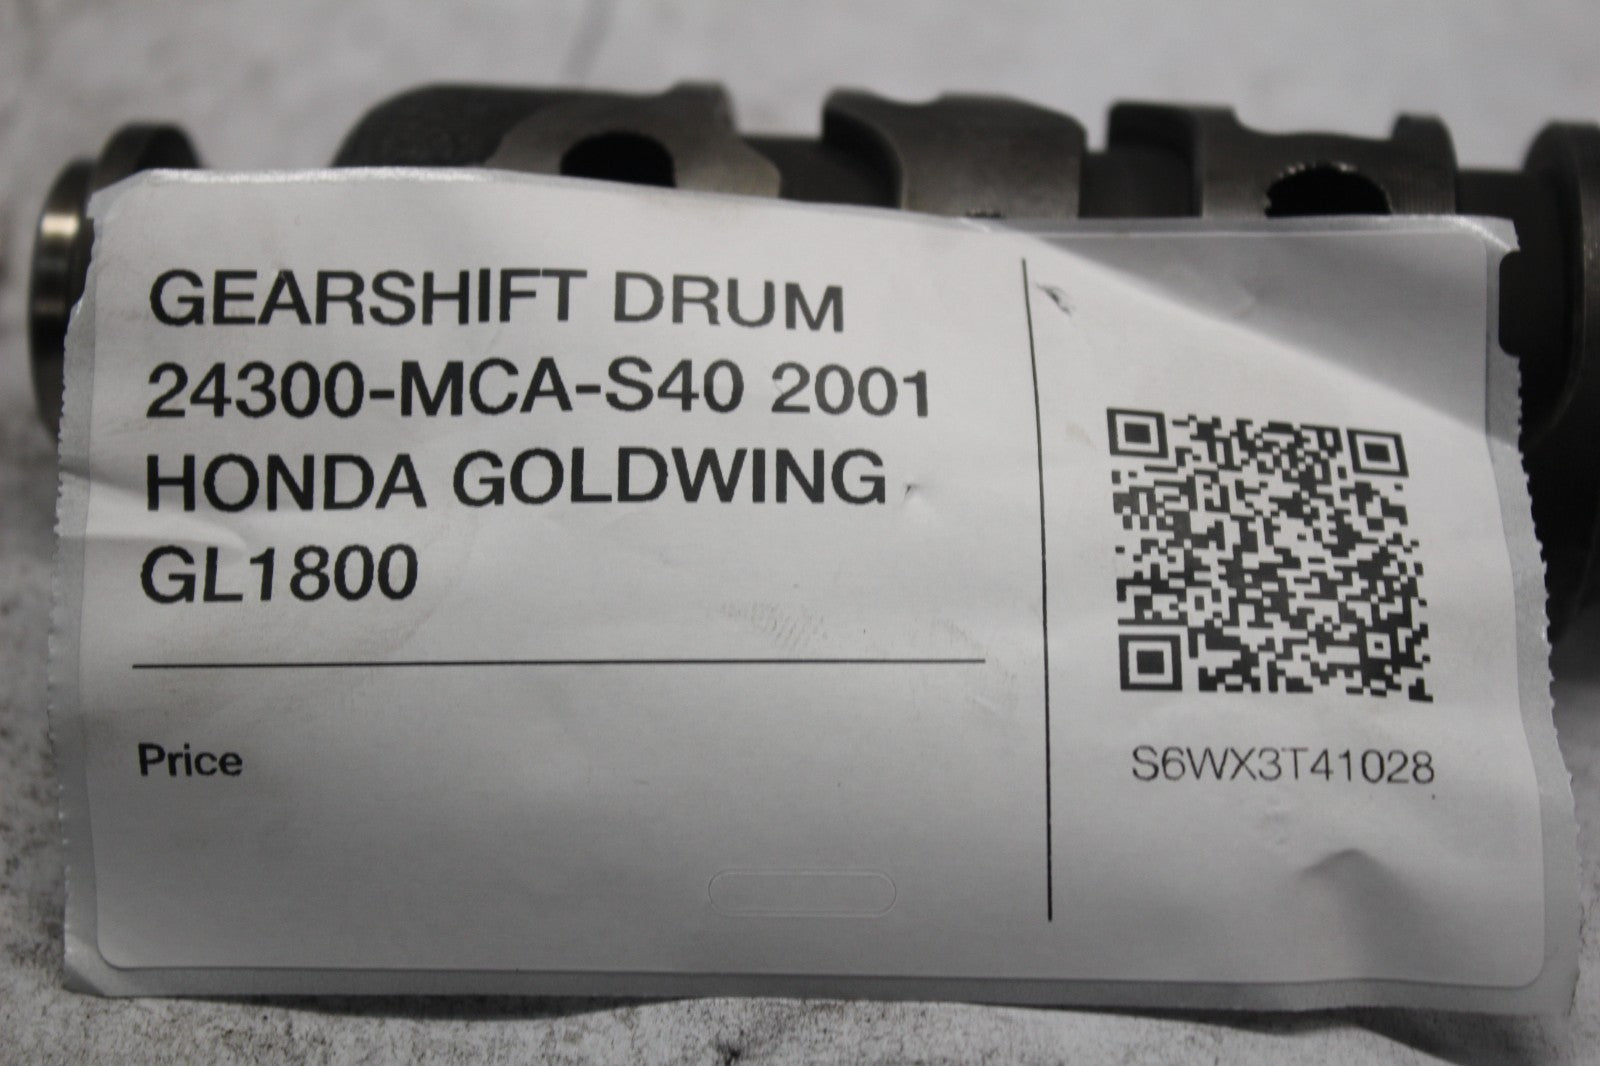 GEARSHIFT DRUM
24300-MCA-S40 2001
HONDA GOLDWING
GL1800
Price
S6WX3T41028